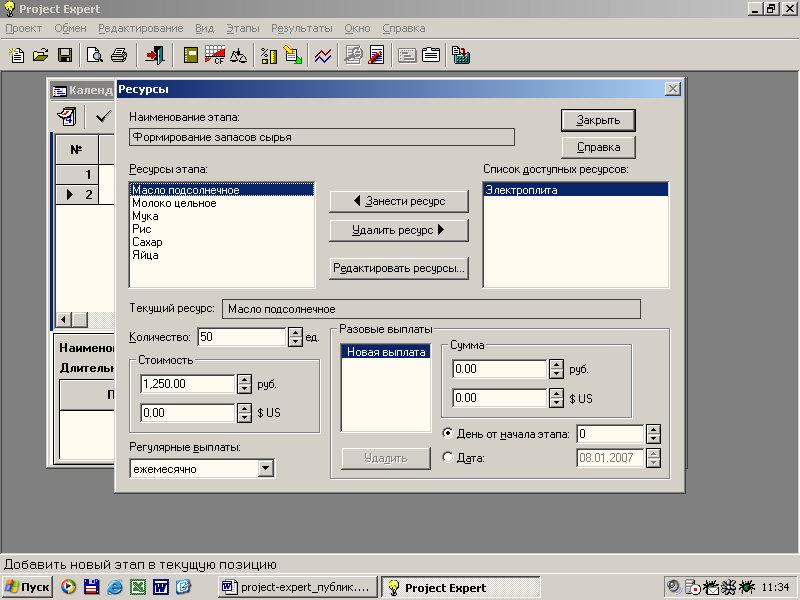 Project Expert
Проект Обмен Редактирование Вид Этапы Результаты Окно Справка
CF
Календ
Ресурсы
Наименование этапа:
Закрыть
Формирование запасов сырья
Справка
№
Ресурсы этапа:
Список доступных ресурсов:
1
2
Масло подсолнечное
Молоко цельное
Мука
Рис
Сахар
Яйца
Занести ресурс
Удалить ресурс
Редактировать ресурсы...
Электроплита
Текущий ресурс: Масло подсолнечное
Количество: 50 ед.
Разовые выплаты
Наимено
Новая выплата
Сумма
Стоимость
Длительн
0.00 руб.
1,250.00 руб.
П
0.00 $ US
0.00 $ US
День от начала этапа: 0
Регулярные выплаты:
Удалить
Дата: 08.01.2007
ежемесячно
Добавить новый этап в текущую позицию
Пуск
project-expert_публик....
Project Expert
11:34